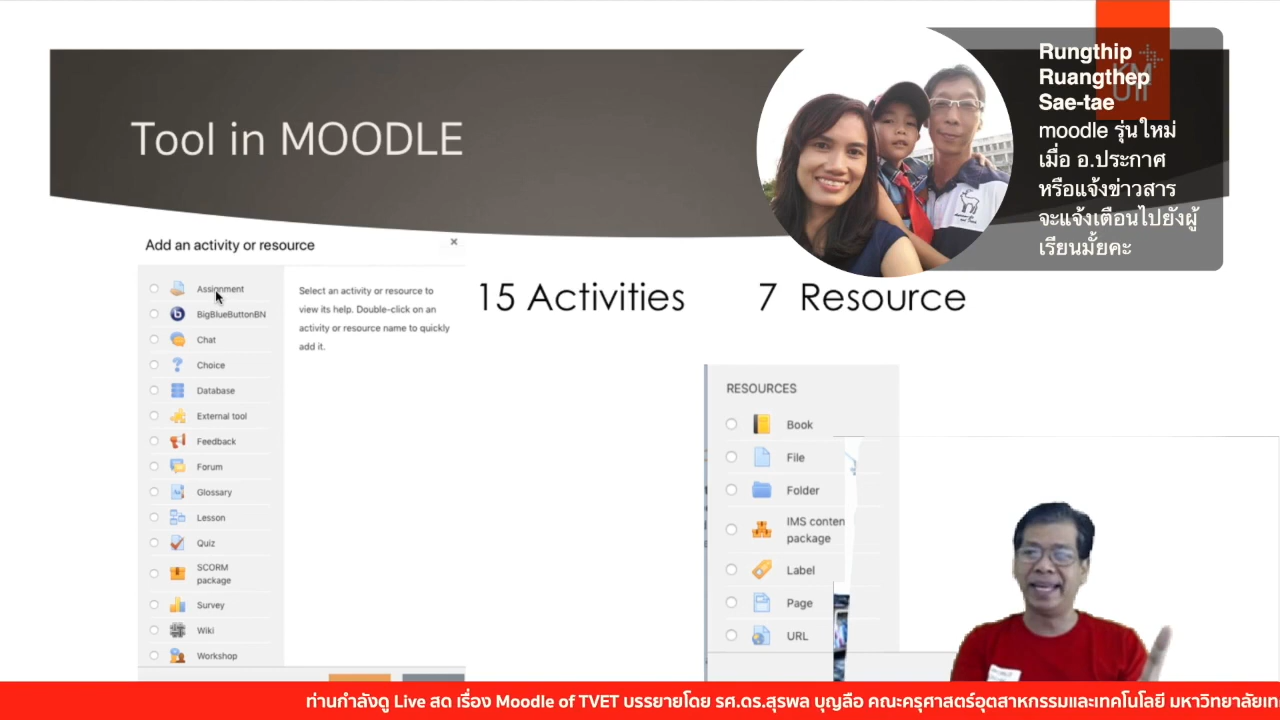 Tool in MOODLE
Rungthip
Ruangthep
Sae-tae
moodle รุ่นใหม่
เมื่อ อ.ประกาศ
หรือแจ้งข่าวสาร
จะแจ้งเตือนไปยังผู้
เรียนมั้ยคะ
Add an activity or resource
×
Assignment
BigBlueButtonBN
Chat
Choice
Database
External tool
Feedback
Forum
Glossary
Lesson
Quiz
SCORM
package
Survey
Wiki
Workshop
Select an activity or resource to
view its help. Double-click on an
activity or resource name to quickly
add it.
15 Activities
7 Resource
RESOURCES
Book
File
Folder
IMS conten
package
Label
Page
URL
ท่านกำลังดู Live สด เรื่อง Moodle of TVET บรรยายโดย รศ.ดร.สุรพล บุญลือ คณะครุศาสตร์อุตสาหกรรมและเทคโนโลยี มหาวิทยาลัยเท